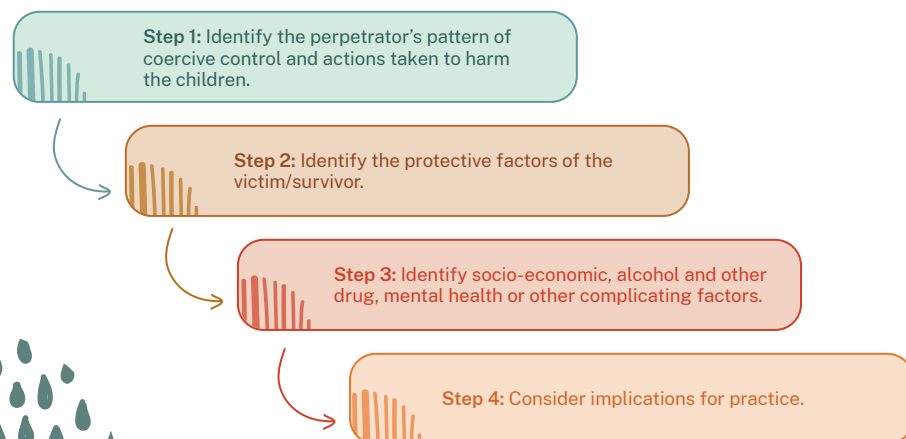 Step 1: Identify the perpetrator’s pattern of
coercive control and actions taken to harm
the children.
Step 2: Identify the protective factors of the
victim/survivor.
Step 3: Identify socio-economic, alcohol and other
drug, mental health or other complicating factors.
Step 4: Consider implications for practice.